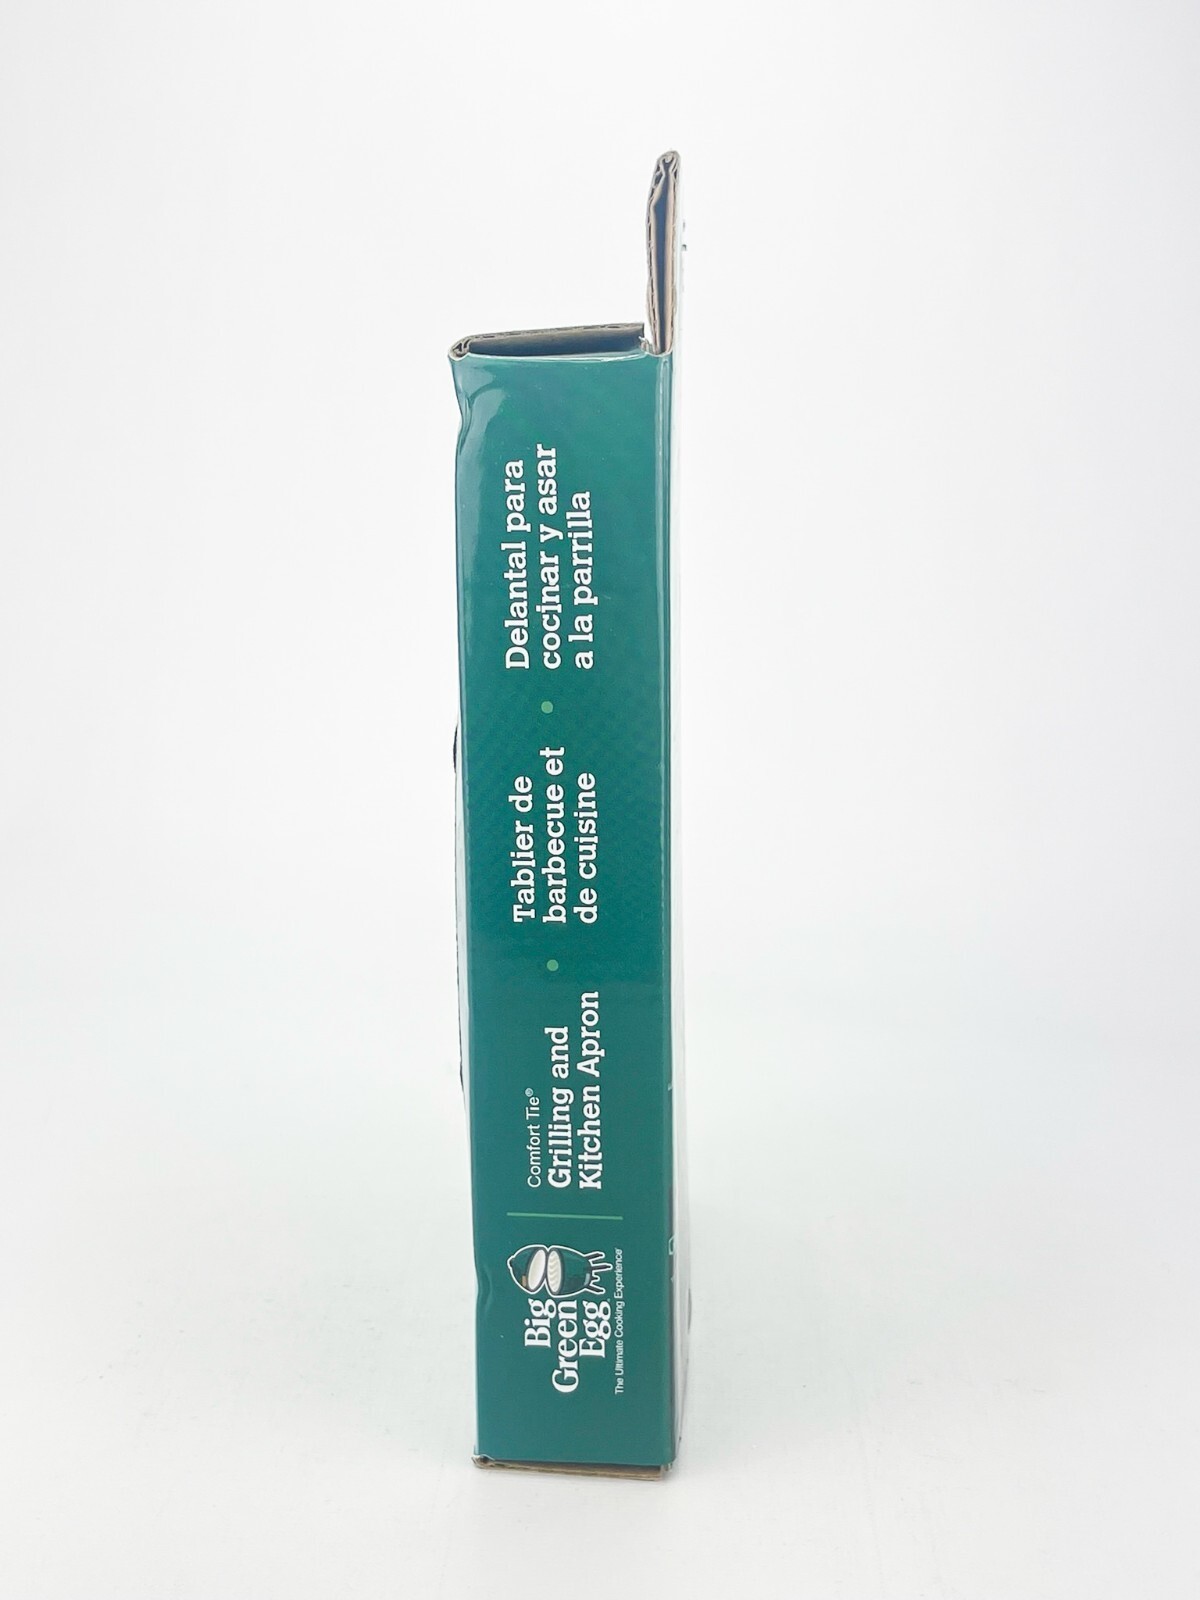 Big
Green
Egg
The Ultimate Cooking Experience®
Comfort Tie®
Grilling and
Kitchen Apron
•
Tablier de
barbecue et
de cuisine
•
Delantal para
cocinar y asar
a la parrilla